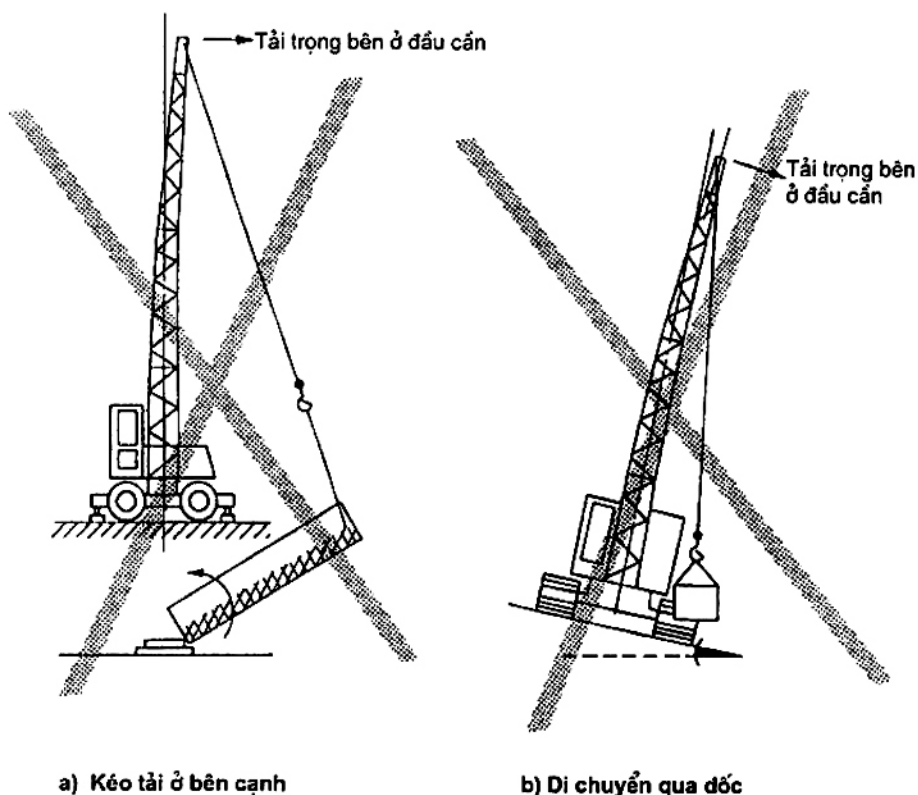 Tải trọng bên ở đầu cần
Tải trọng bên
ở đầu cần
a) Kéo tải ở bên cạnh
b) Di chuyển qua dốc